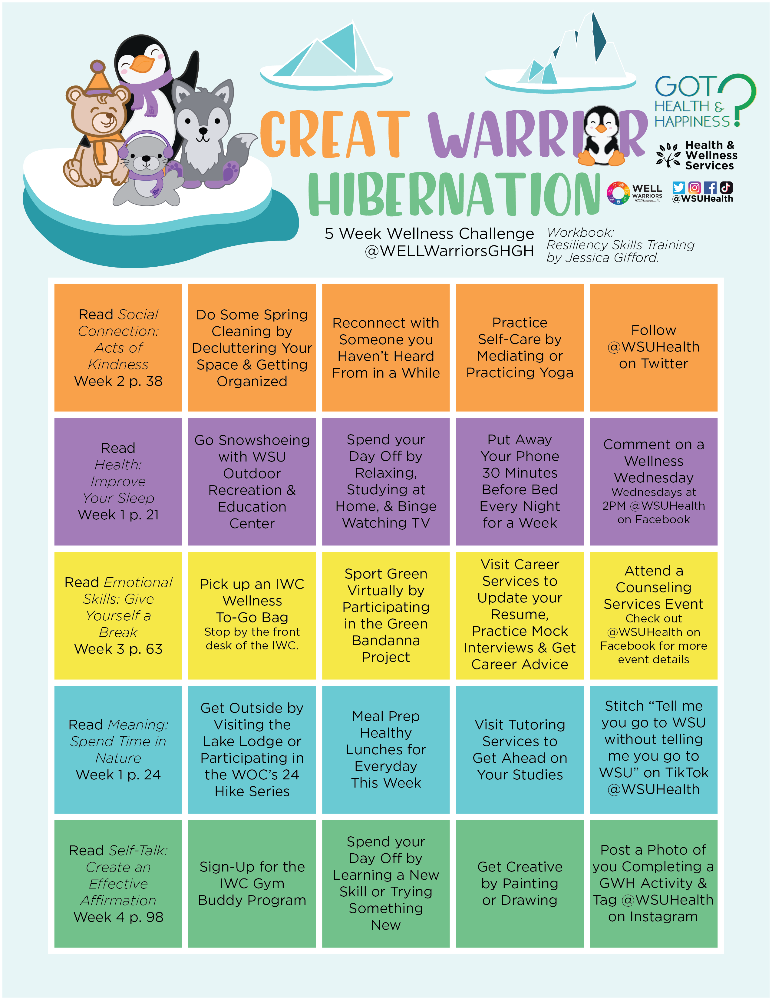 GOT
HEALTH &
HAPPINESS?
GREAT WARRIOR
Health &
Wellness
Services
HIBERNATION
WELL
WARRIORS
WINONA
@WSUHealth
5 Week Wellness Challenge
@WELLWarriorsGHGH
Workbook:
Resiliency Skills Training
by Jessica Gifford.
Read Social
Connection:
Acts of
Kindness
Week 2 p. 38
Do Some Spring
Cleaning by
Decluttering Your
Space & Getting
Organized
Reconnect with
Someone you
Haven't Heard
From in a While
Practice
Self-Care by
Mediating or
Practicing Yoga
Follow
@WSUHealth
on Twitter
Read
Health:
Improve
Your Sleep
Week 1 p. 21
Go Snowshoeing
with WSU
Outdoor
Recreation &
Education
Center
Spend your
Day Off by
Relaxing,
Studying at
Home, & Binge
Watching TV
Put Away
Your Phone
30 Minutes
Before Bed
Every Night
for a Week
Comment on a
Wellness
Wednesday
Wednesdays at
2PM @WSUHealth
on Facebook
Read Emotional
Skills: Give
Yourself a
Break
Week 3 p. 63
Pick up an IWC
Wellness
To-Go Bag
Stop by the front
desk of the IWC.
Sport Green
Virtually by
Participating
in the Green
Bandanna
Project
Visit Career
Services to
Update your
Resume,
Practice Mock
Interviews & Get
Career Advice
Attend a
Counseling
Services Event
Check out
@WSUHealth on
Facebook for more
event details
Read Meaning:
Spend Time in
Nature
Week 1 p. 24
Get Outside by
Visiting the
Lake Lodge or
Participating in
the WOC's 24
Hike Series
Meal Prep
Healthy
Lunches for
Everyday
This Week
Visit Tutoring
Services to
Get Ahead on
Your Studies
Stitch “Tell me
you go to WSU
without telling
me you go to
WSU” on TikTok
@WSUHealth
Read Self-Talk:
Create an
Effective
Affirmation
Week 4 p. 98
Sign-Up for the
IWC Gym
Buddy Program
Spend your
Day Off by
Learning a New
Skill or Trying
Something
New
Get Creative
by Painting
or Drawing
Post a Photo of
you Completing a
GWH Activity &
Tag @WSUHealth
on Instagram